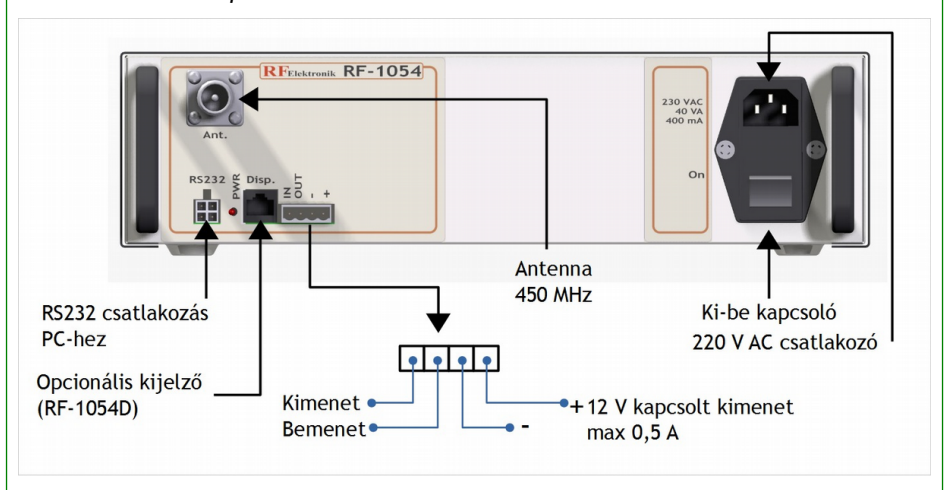 RFElektronik RF-1054
Ant.
RS232
PWR
Disp.
IN
OUT
-
+
230 VAC
40 VA
400 mA
On
Antenna
450 MHz
RS232 csatlakozás
PC-hez
Ki-be kapcsoló
220 V AC csatlakozó
Opcionális kijelző
(RF-1054D)
Kimenet
Bemenet
-
+ 12 V kapcsolt kimenet
max 0,5 A